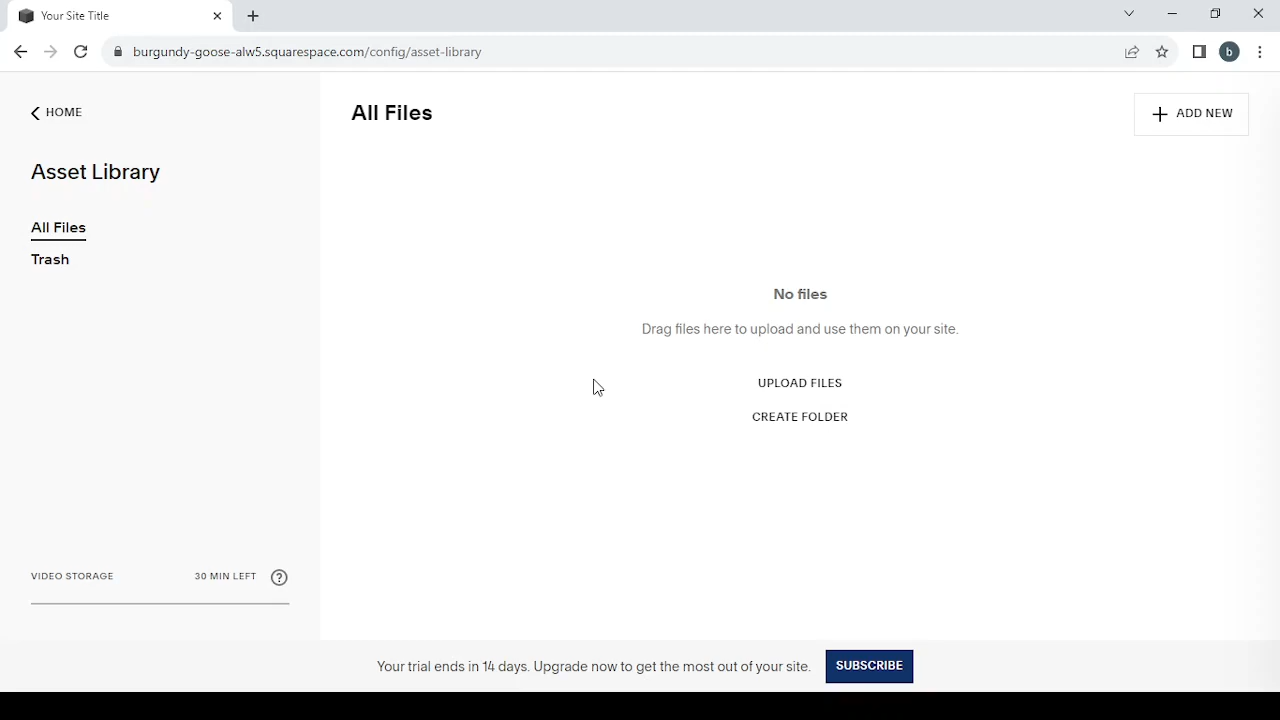 Your Site Title
burgundy-goose-alw5.squarespace.com/config/asset-library
b
HOME
All Files
ADD NEW
Asset Library
All Files
Trash
No files
Drag files here to upload and use them on your site.
UPLOAD FILES
CREATE FOLDER
VIDEO STORAGE 30 MIN LEFT ?
Your trial ends in 14 days. Upgrade now to get the most out of your site. SUBSCRIBE